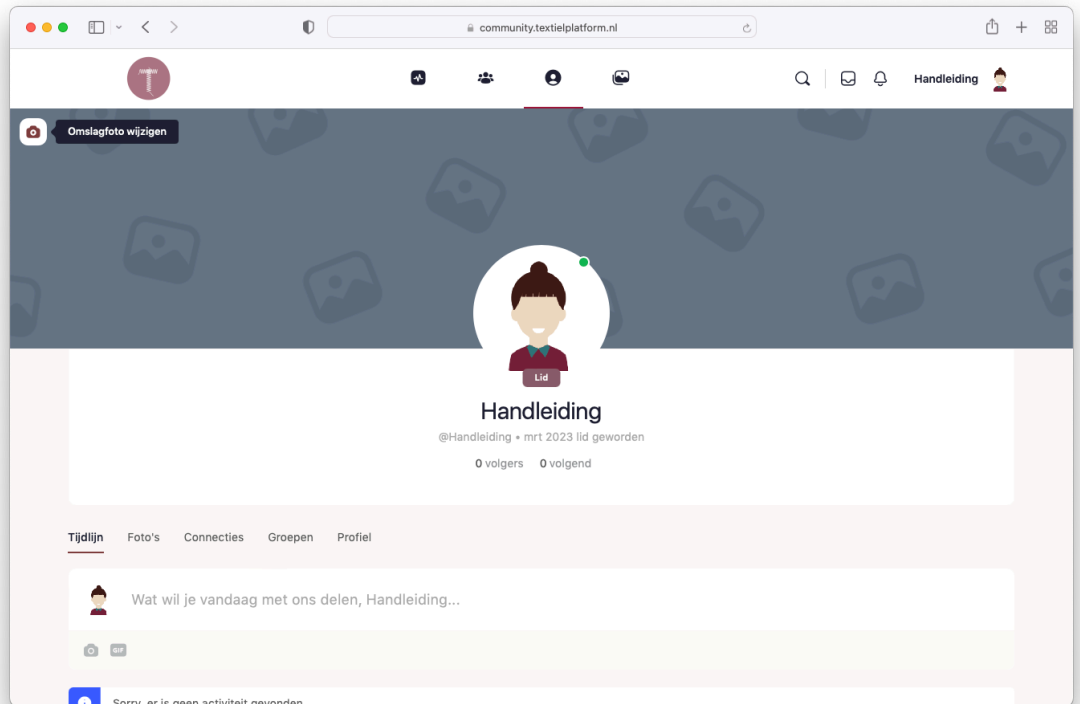 community.textielplatform.nl
Handleiding
Omslagfoto wijzigen
Lid
Handleiding
@Handleiding • mrt 2023 lid geworden
0 volgers 0 volgend
Tijdlijn Foto's Connecties Groepen Profiel
Wat wil je vandaag met ons delen, Handleiding...
GIF
Sorry, er is geen activiteit gevonden